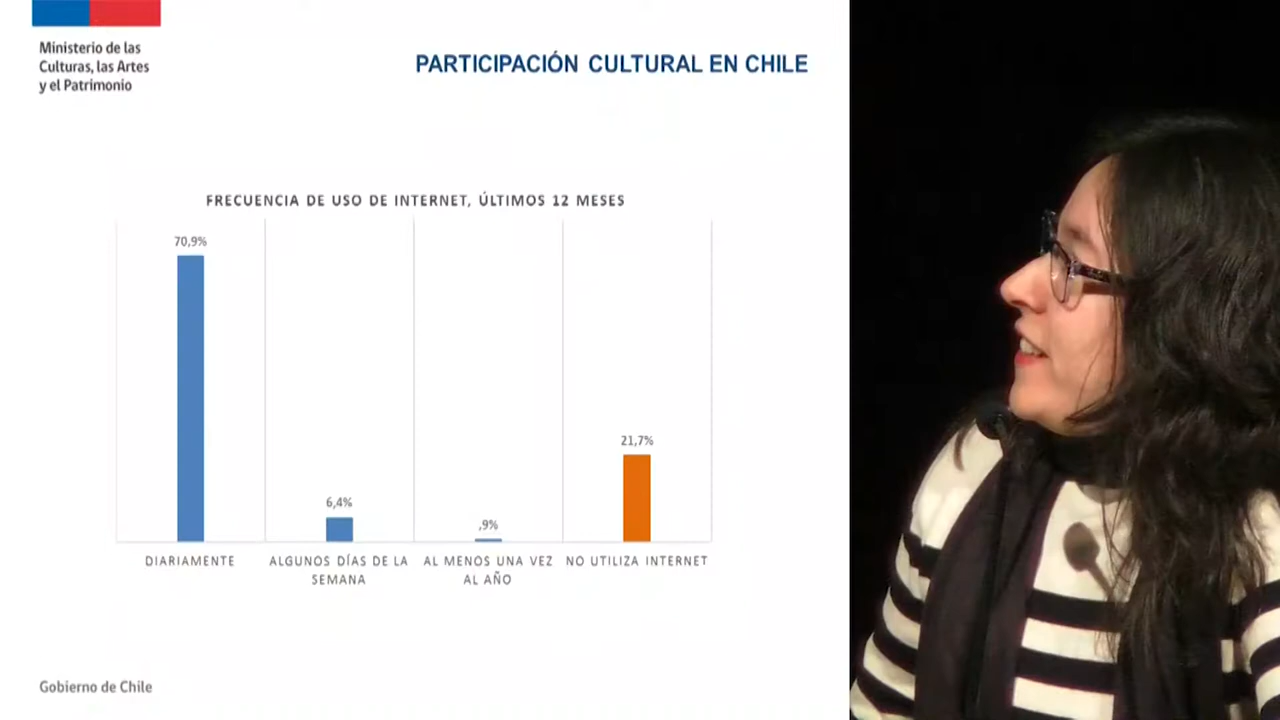 Ministerio de las
Culturas, las Artes
y el Patrimonio
PARTICIPACIÓN CULTURAL EN CHILE
FRECUENCIA DE USO DE INTERNET, ÚLTIMOS 12 MESES
70,9%
6,4%
,9%
21,7%
DIARIAMENTE
ALGUNOS DÍAS DE LA
SEMANA
AL MENOS UNA VEZ
AL AÑO
NO UTILIZA INTERNET
Gobierno de Chile